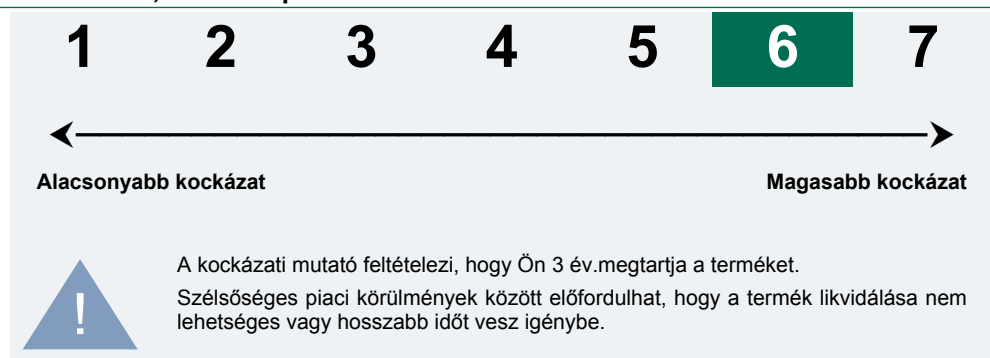 1 2 3 4 5 6 7
Alacsonyabb kockázat Magasabb kockázat
A kockázati mutató feltételezi, hogy Ön 3 év.megtartja a terméket.
Szélsőséges piaci körülmények között előfordulhat, hogy a termék likvidálása nem
lehetséges vagy hosszabb időt vesz igénybe.
!